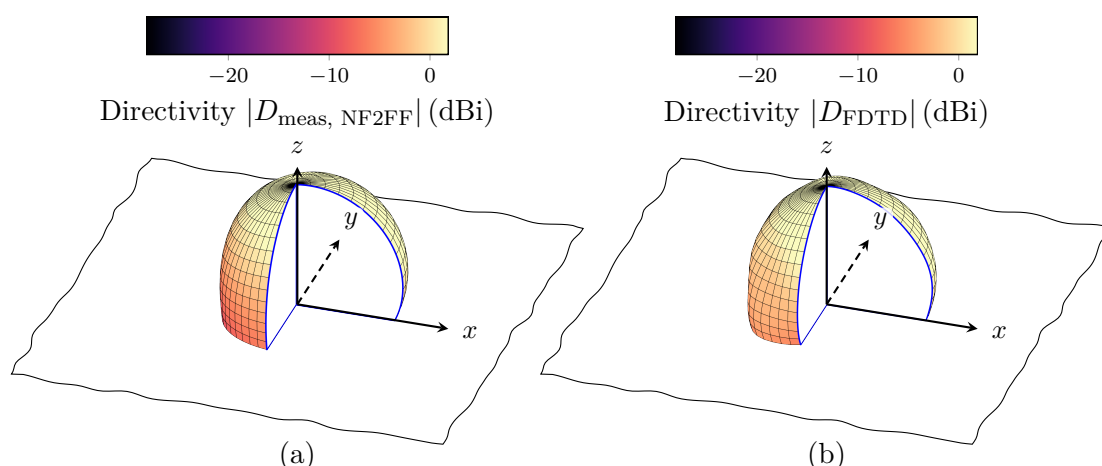 −20 −10 0
Directivity |D_meas, NF2FF| (dBi)
z
y
x
(a)
−20 −10 0
Directivity |D_FDTD| (dBi)
z
y
x
(b)